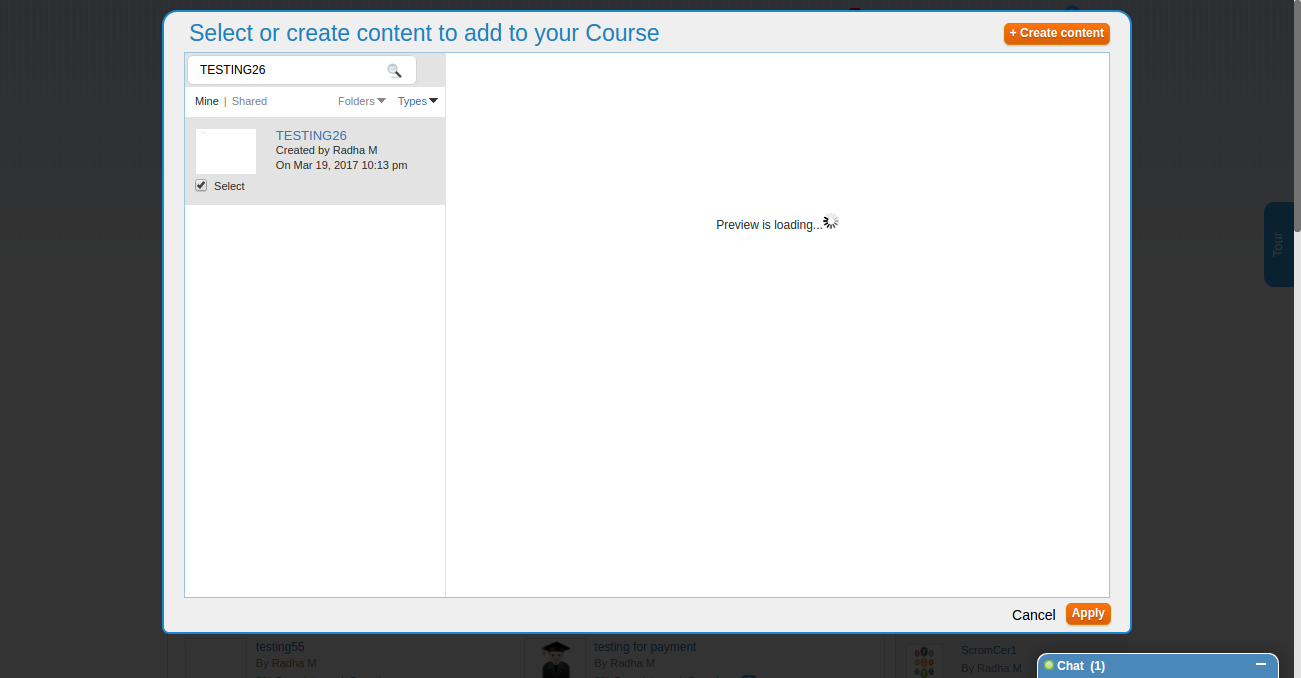 Select or create content to add to your Course
+ Create content
TESTING26
Mine | Shared
Folders
Types
TESTING26
Created by Radha M
On Mar 19, 2017 10:13 pm
Select
Preview is loading...
Tour
Cancel
Apply
testing55
By Radha M
testing for payment
By Radha M
ScromCer1
By Radha M
Chat (1)